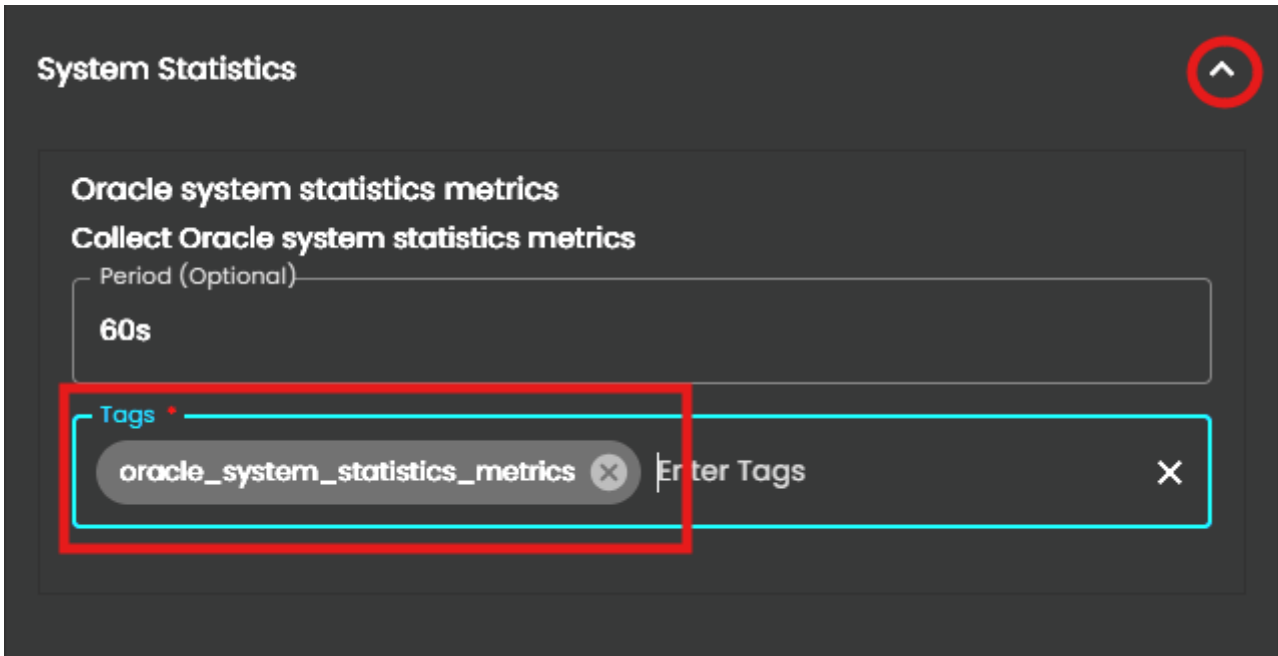 System Statistics
Oracle system statistics metrics
Collect Oracle system statistics metrics
Period (Optional)
60s
Tags *
oracle_system_statistics_metrics Enter Tags